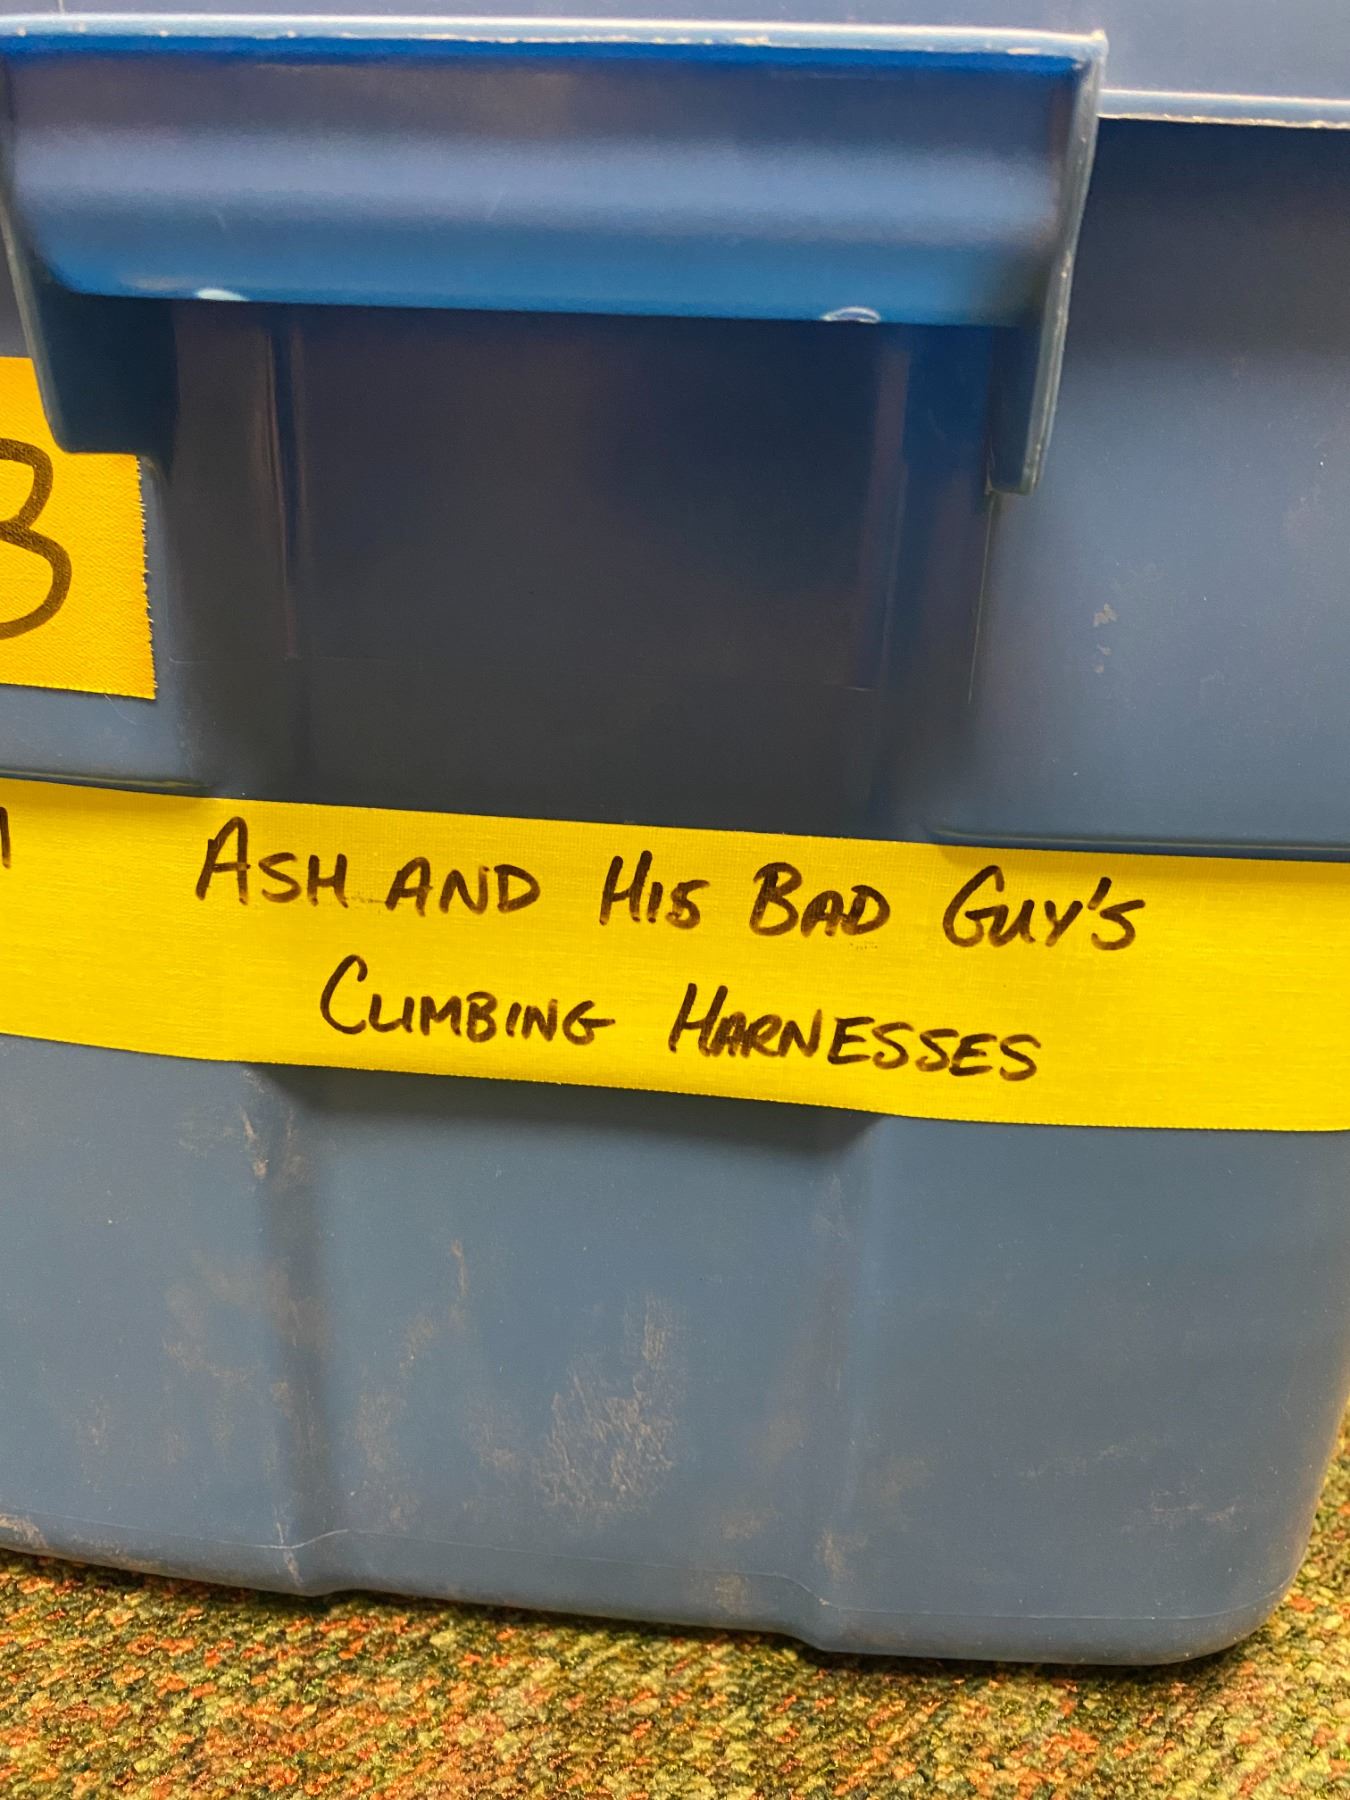 B
ASH AND HIS BAD GUY'S
CLIMBING HARNESSES